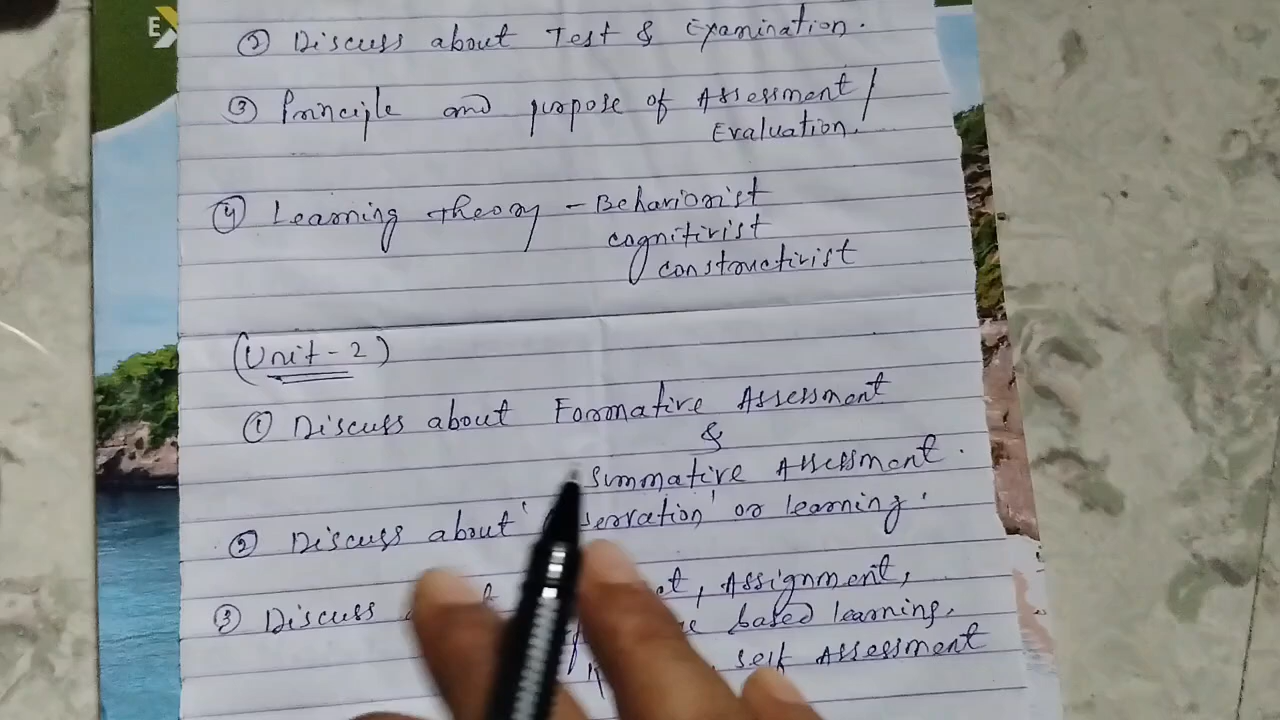 EX
② Discuss about Test & Examination.
③ Principle and purpose of Assessment/
Evaluation.
④ Learning theory - Behaviorist
cognitivist
constructivist
(Unit-2)
① Discuss about Formative Assessment
&
Summative Assessment.
② Discuss about ' or learning.
③ Discuss Assignment,
based learning,
self Assessment